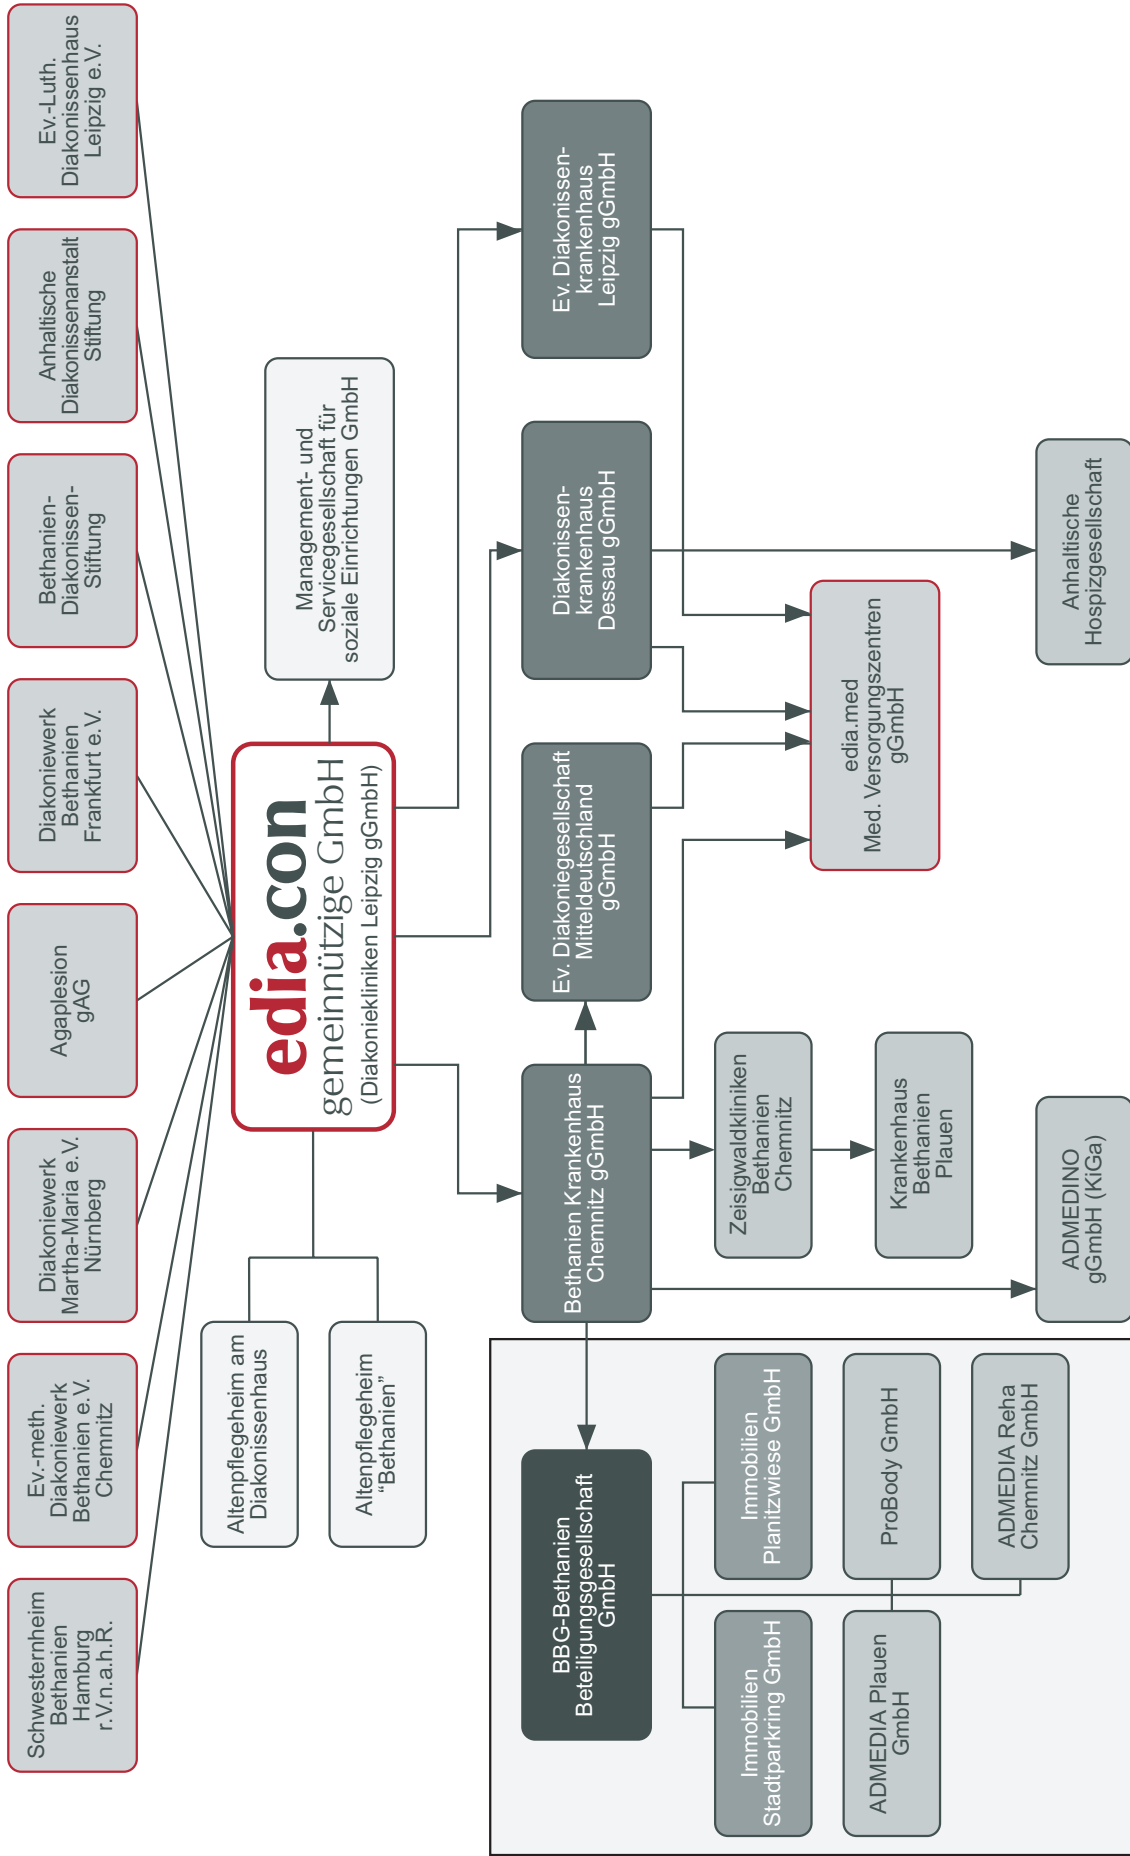 Schwesternheim
Bethanien
Hamburg
r.V.n.a.h.R.
Ev.-meth.
Diakoniewerk
Bethanien e.V.
Chemnitz
Diakoniewerk
Martha-Maria e.V.
Nürnberg
Agaplesion
gAG
Diakoniewerk
Bethanien
Frankfurt e.V.
Bethanien-
Diakonissen-
Stiftung
Anhaltische
Diakonissenanstalt
Stiftung
Ev.-Luth.
Diakonissenhaus
Leipzig e.V.
Altenpflegeheim am
Diakonissenhaus
Altenpflegeheim
“Bethanien”
edia.con
gemeinnützige GmbH
(Diakoniekliniken Leipzig gGmbH)
Management- und
Servicegesellschaft für
soziale Einrichtungen GmbH
BBG-Bethanien
Beteiligungsgesellschaft
GmbH
Bethanien Krankenhaus
Chemnitz gGmbH
Ev. Diakoniegesellschaft
Mitteldeutschland
gGmbH
Diakonissen-
krankenhaus
Dessau gGmbH
Ev. Diakonissen-
krankenhaus
Leipzig gGmbH
Immobilien
Stadtparkring GmbH
Immobilien
Planitzwiese GmbH
Zeisigwaldkliniken
Bethanien
Chemnitz
edia.med
Med. Versorgungszentren
gGmbH
ADMEDIA Plauen
GmbH
ProBody GmbH
Krankenhaus
Bethanien
Plauen
ADMEDIA Reha
Chemnitz GmbH
ADMEDINO
gGmbH (KiGa)
Anhaltische
Hospizgesellschaft